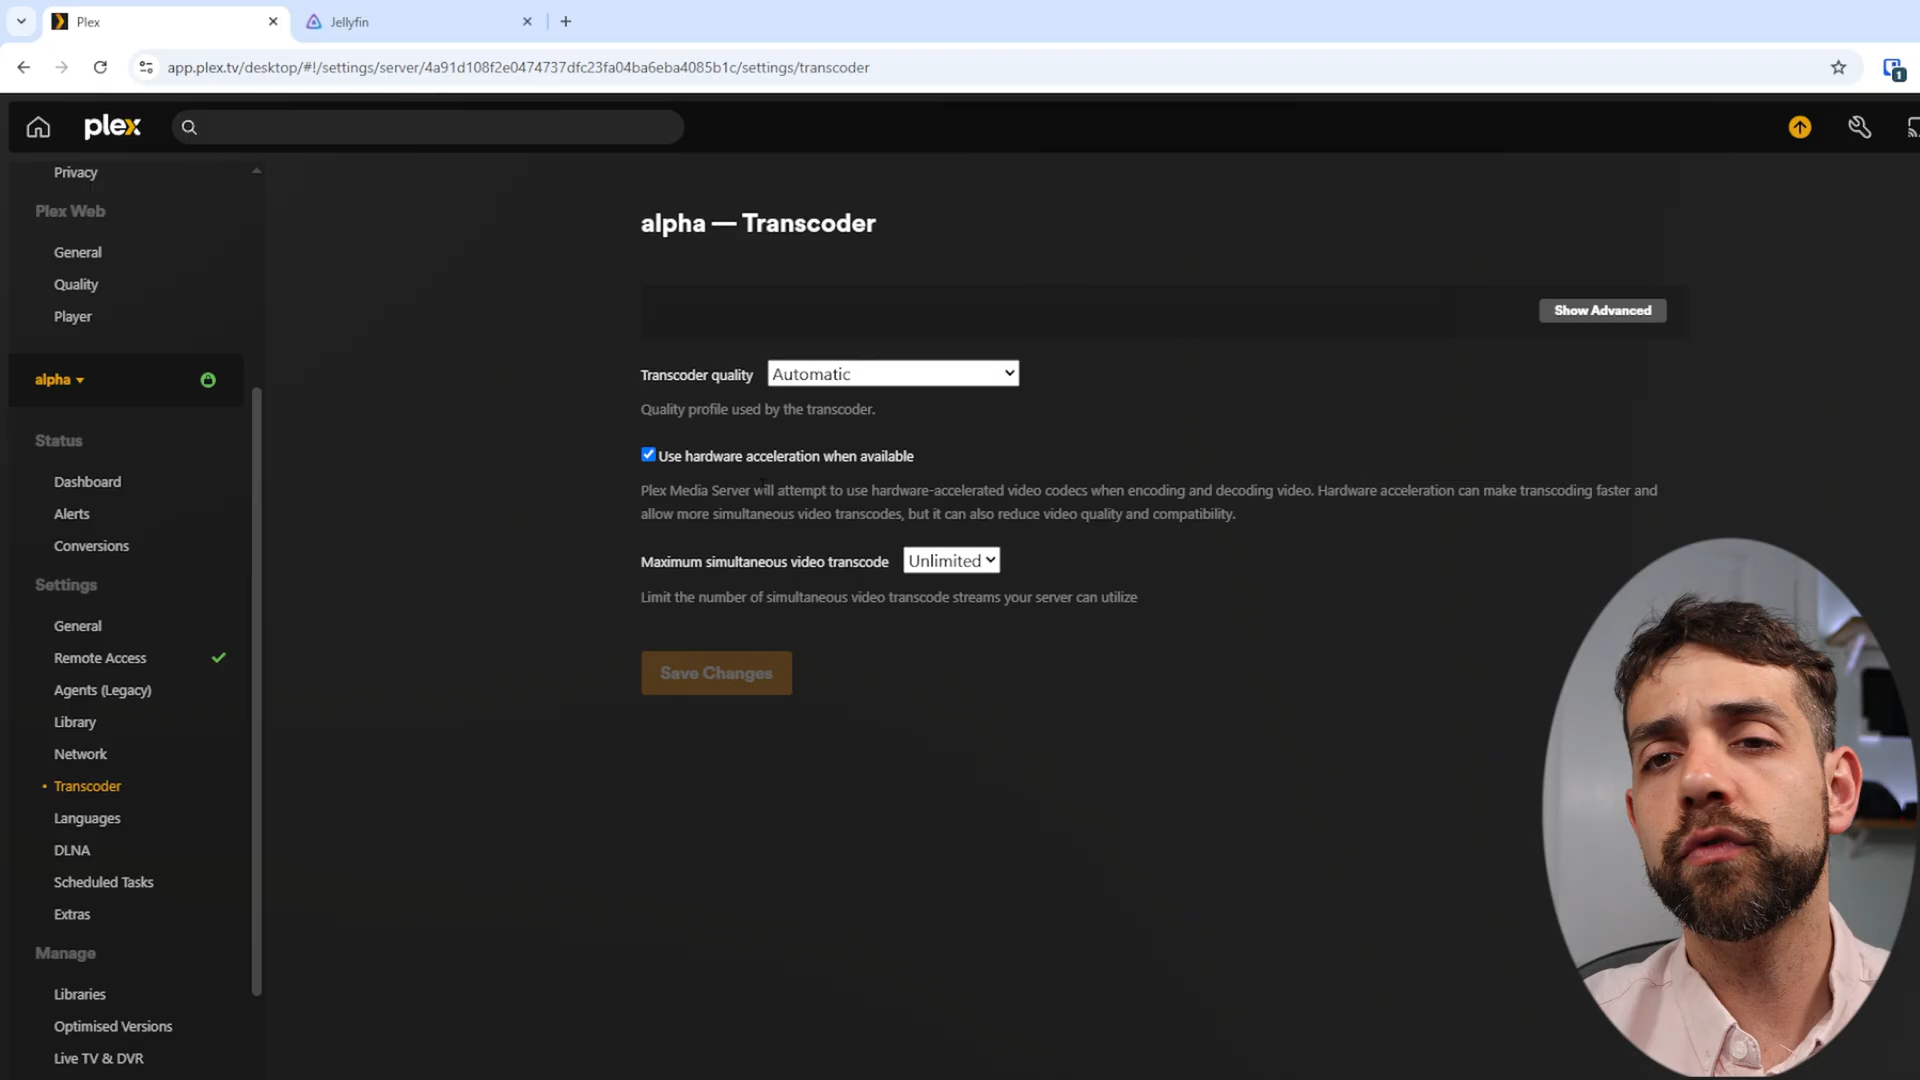 Plex
Jellyfin
app.plex.tv/desktop/#!/settings/server/4a91d108f2e0474737dfc23fa04ba6eba4085b1c/settings/transcoder
1
plex
Privacy
Plex Web
General
Quality
Player
alpha
Status
Dashboard
Alerts
Conversions
Settings
General
Remote Access
Agents (Legacy)
Library
Network
Transcoder
Languages
DLNA
Scheduled Tasks
Extras
Manage
Libraries
Optimised Versions
Live TV & DVR
alpha — Transcoder
Show Advanced
Transcoder quality Automatic
Quality profile used by the transcoder.
Use hardware acceleration when available
Plex Media Server will attempt to use hardware-accelerated video codecs when encoding and decoding video. Hardware acceleration can make transcoding faster and
allow more simultaneous video transcodes, but it can also reduce video quality and compatibility.
Maximum simultaneous video transcode Unlimited
Limit the number of simultaneous video transcode streams your server can utilize
Save Changes